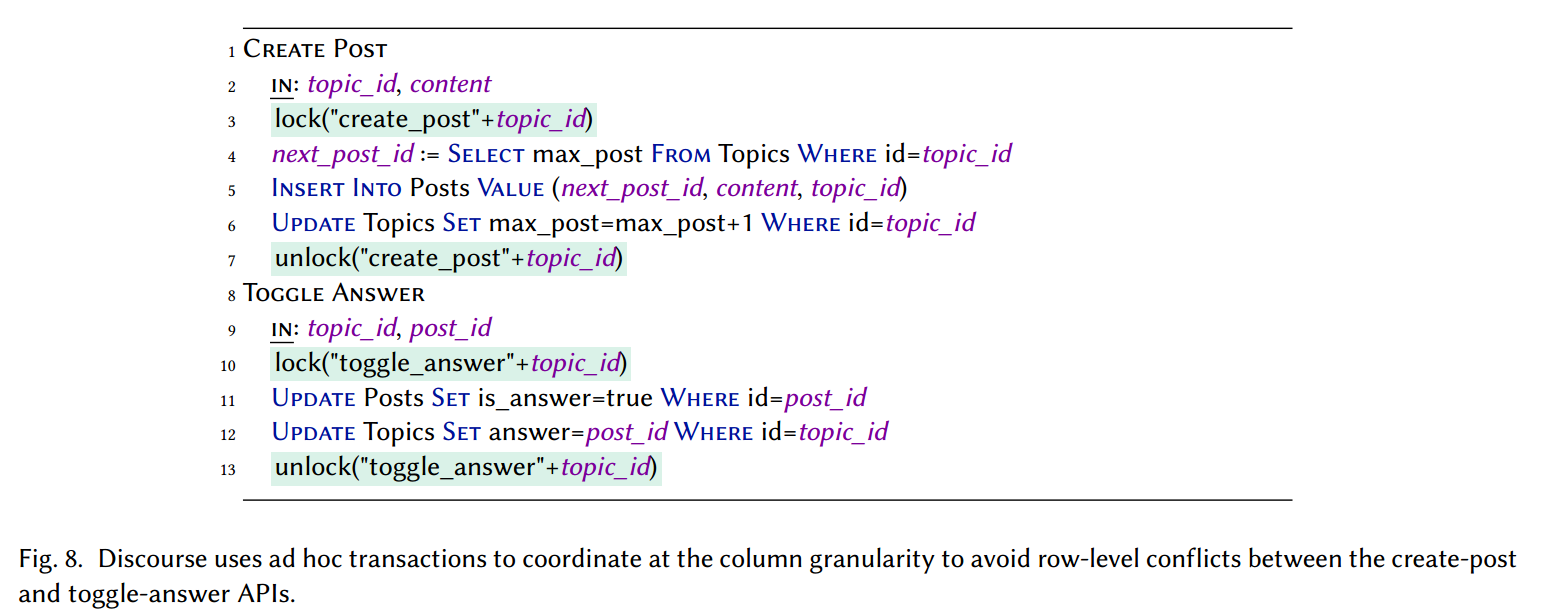 1 CREATE POST
2 IN: topic_id, content
3 lock("create_post"+topic_id)
4 next_post_id := SELECT max_post FROM Topics WHERE id=topic_id
5 INSERT INTO Posts VALUE (next_post_id, content, topic_id)
6 UPDATE Topics SET max_post=max_post+1 WHERE id=topic_id
7 unlock("create_post"+topic_id)
8 TOGGLE ANSWER
9 IN: topic_id, post_id
10 lock("toggle_answer"+topic_id)
11 UPDATE Posts SET is_answer=true WHERE id=post_id
12 UPDATE Topics SET answer=post_id WHERE id=topic_id
13 unlock("toggle_answer"+topic_id)
Fig. 8. Discourse uses ad hoc transactions to coordinate at the column granularity to avoid row-level conflicts between the create-post
and toggle-answer APIs.